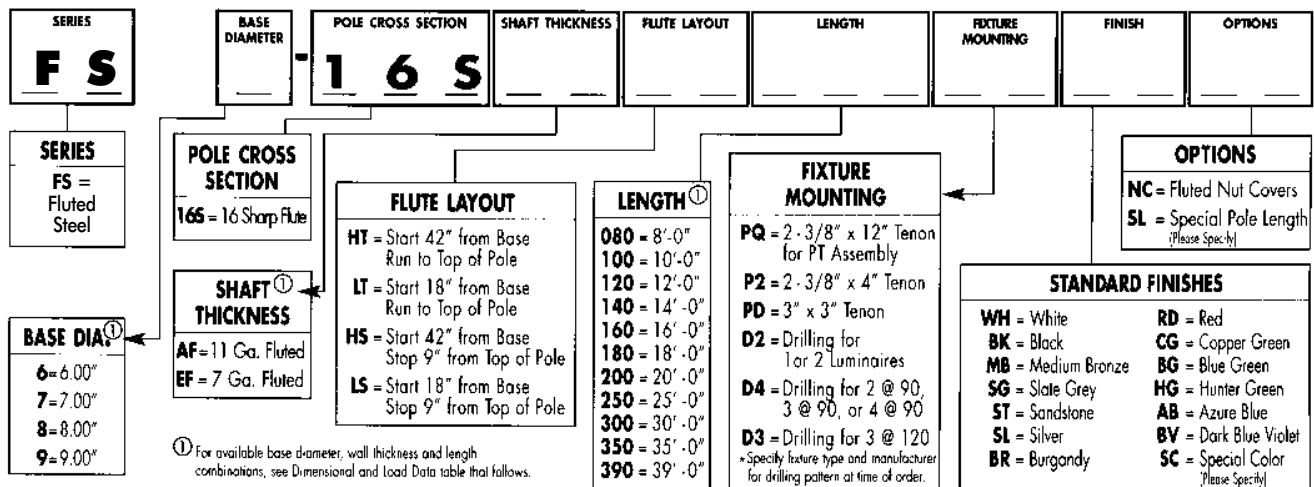 SERIES
F S
BASE
DIAMETER
-
POLE CROSS SECTION
1 6 S
SHAFT THICKNESS
FLUTE LAYOUT
LENGTH
FIXTURE
MOUNTING
FINISH
OPTIONS
SERIES
FS =
Fluted
Steel
BASE DIA. ①
6=6.00"
7=7.00"
8=8.00"
9=9.00"
POLE CROSS
SECTION
16S = 16 Sharp Flute
SHAFT ①
THICKNESS
AF=11 Ga. Fluted
EF = 7 Ga. Fluted
FLUTE LAYOUT
HT = Start 42" from Base
Run to Top of Pole
LT = Start 18" from Base
Run to Top of Pole
HS = Start 42" from Base
Stop 9" from Top of Pole
LS = Start 18" from Base
Stop 9" from Top of Pole
① For available base diameter, wall thickness and length
combinations, see Dimensional and Load Data table that follows.
LENGTH ①
080 = 8'-0"
100 = 10'-0"
120 = 12'-0"
140 = 14'-0"
160 = 16'-0"
180 = 18'-0"
200 = 20'-0"
250 = 25'-0"
300 = 30'-0"
350 = 35'-0"
390 = 39'-0"
FIXTURE
MOUNTING
PQ = 2-3/8" x 12" Tenon
for PT Assembly
P2 = 2-3/8" x 4" Tenon
PD = 3" x 3" Tenon
D2 = Drilling for
1 or 2 Luminaires
D4 = Drilling for 2 @ 90,
3 @ 90, or 4 @ 90
D3 = Drilling for 3 @ 120
*Specify fixture type and manufacturer
for drilling pattern at time of order.
OPTIONS
NC = Fluted Nut Covers
SL = Special Pole Length
(Please Specify)
STANDARD FINISHES
WH = White
BK = Black
MB = Medium Bronze
SG = Slate Grey
ST = Sandstone
SL = Silver
BR = Burgandy
RD = Red
CG = Copper Green
BG = Blue Green
HG = Hunter Green
AB = Azure Blue
BV = Dark Blue Violet
SC = Special Color
(Please Specify)